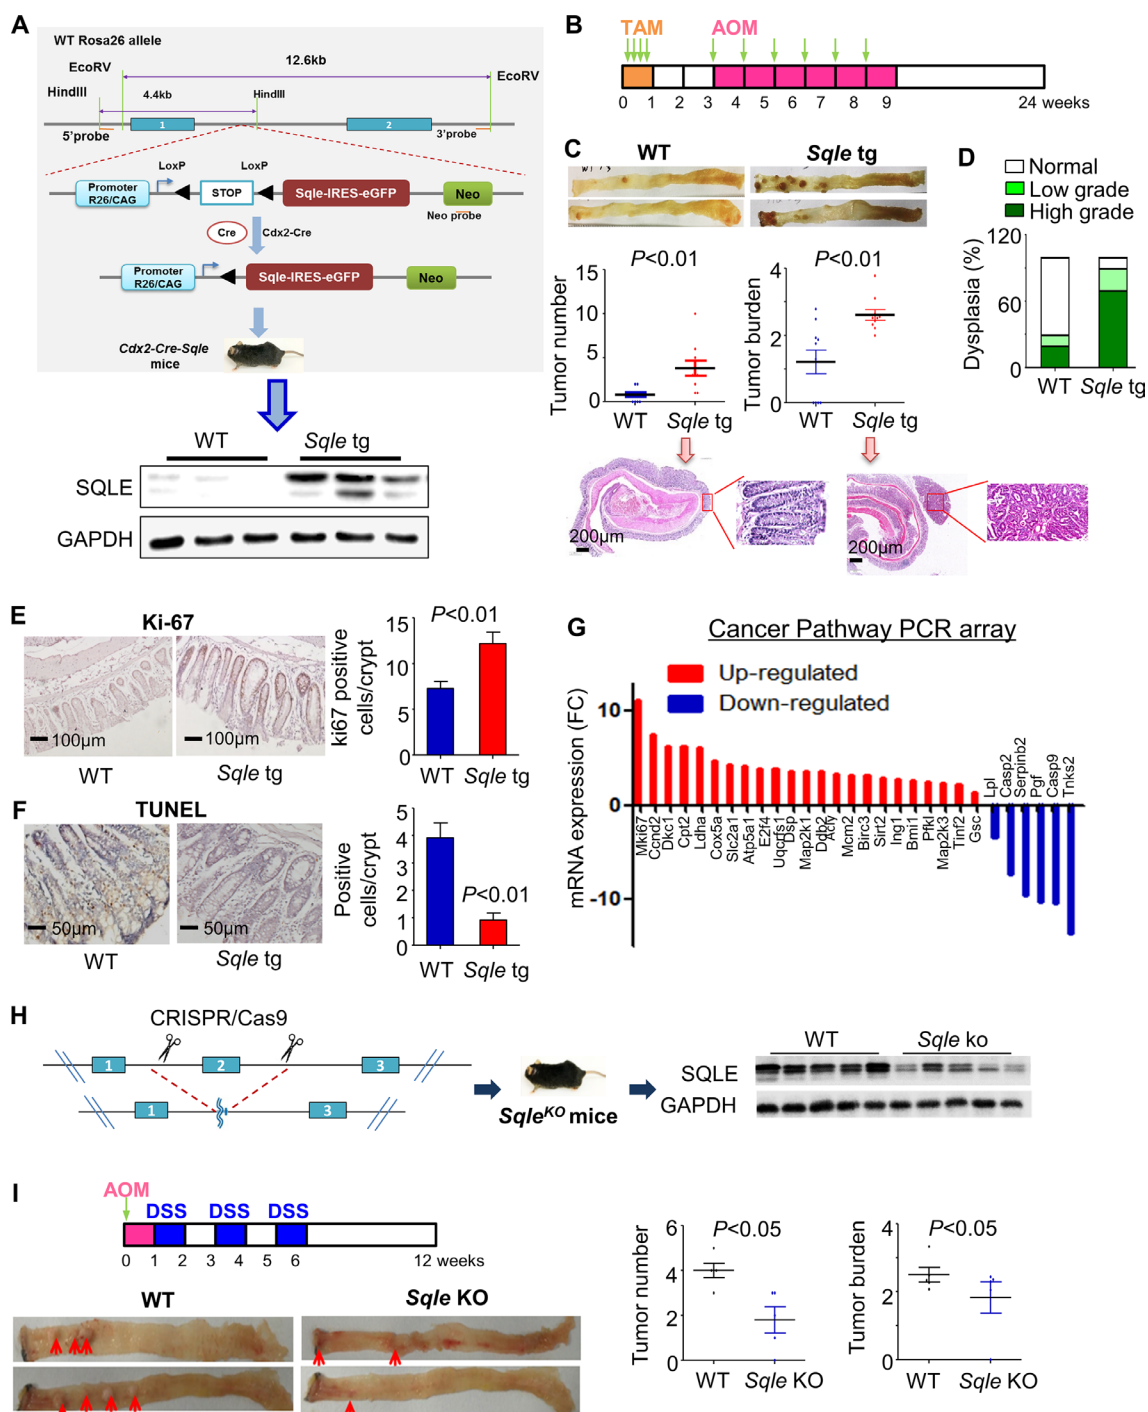 A
WT Rosa26 allele
EcoRV
12.6kb
EcoRV
HindIII
4.4kb
HindIII
1
2
5'probe
3'probe
LoxP
LoxP
Promoter
R26/CAG
STOP
Sqle-IRES-eGFP
Neo
Neo probe
Cre
Cdx2-Cre
Promoter
R26/CAG
Sqle-IRES-eGFP
Neo
Cdx2-Cre-Sqle
mice
WT
Sqle tg
SQLE
GAPDH
B
TAM
AOM
0 1 2 3 4 5 6 7 8 9 24 weeks
C
WT
Sqle tg
P<0.01
Tumor number
15
10
5
0
WT
Sqle tg
P<0.01
Tumor burden
4
2
0
WT
Sqle tg
200µm
200µm
D
Normal
Low grade
High grade
Dysplasia (%)
120
60
0
WT
Sqle tg
E
Ki-67
100µm
100µm
WT
Sqle tg
P<0.01
ki67 positive
cells/crypt
15
10
5
0
WT
Sqle tg
F
TUNEL
50µm
50µm
WT
Sqle tg
P<0.01
Positive
cells/crypt
5
4
3
2
1
0
WT
Sqle tg
G
Cancer Pathway PCR array
Up-regulated
Down-regulated
mRNA expression (FC)
10
0
-10
Mki67
Ccnd2
Dkc1
Cpt2
Ldha
Cox5a
Slc2a1
Atp5a1
E2f4
Uqcrfs1
Dsp
Map2k1
Ddb2
Acly
Mcm2
Birc3
Sirt2
Ing1
Bmi1
Pfkl
Map2k3
Tinf2
Gsc
Lpl
Casp2
Serpinb2
Pgf
Casp9
Tnks2
H
CRISPR/Cas9
1
2
3
1
3
SqleKO mice
WT
Sqle ko
SQLE
GAPDH
I
AOM
DSS DSS DSS
0 1 2 3 4 5 6 12 weeks
WT
Sqle KO
P<0.05
Tumor number
6
4
2
0
WT
Sqle KO
P<0.05
Tumor burden
4
2
0
WT
Sqle KO